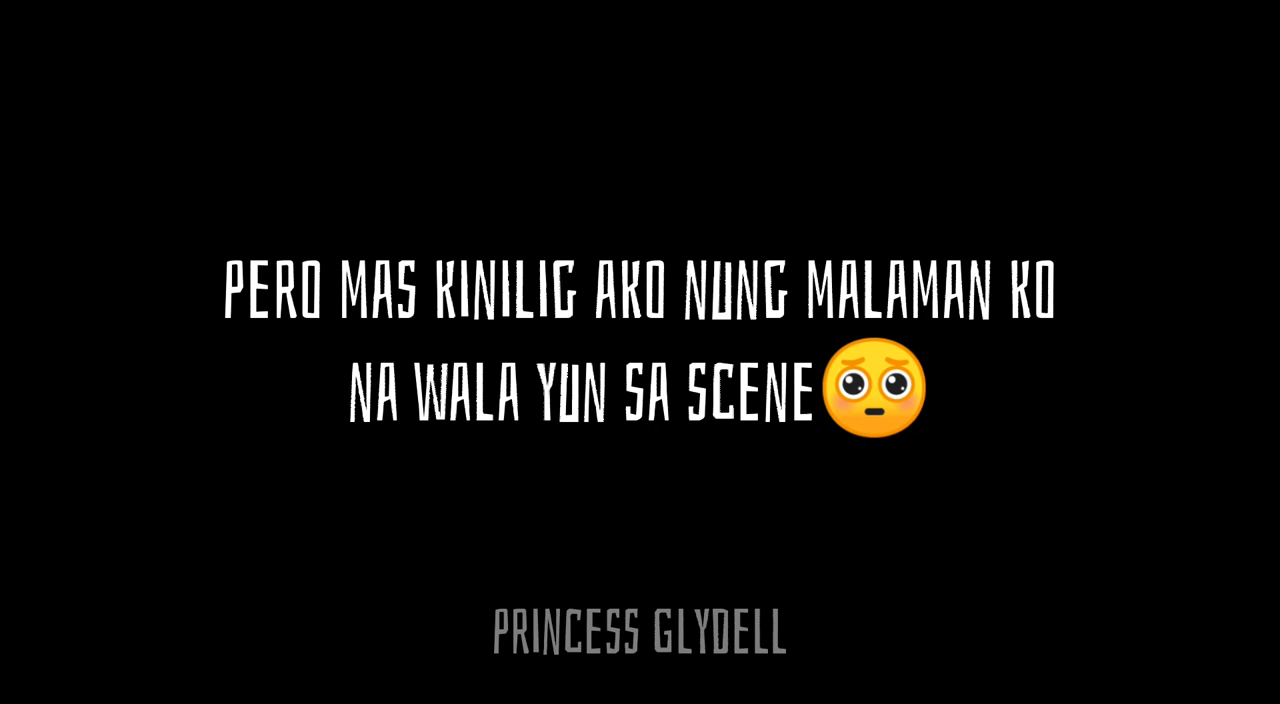 PERO MAS KINILIG AKO NUNG MALAMAN KO
NA WALA YUN SA SCENE🥺
PRINCESS GLYDELL